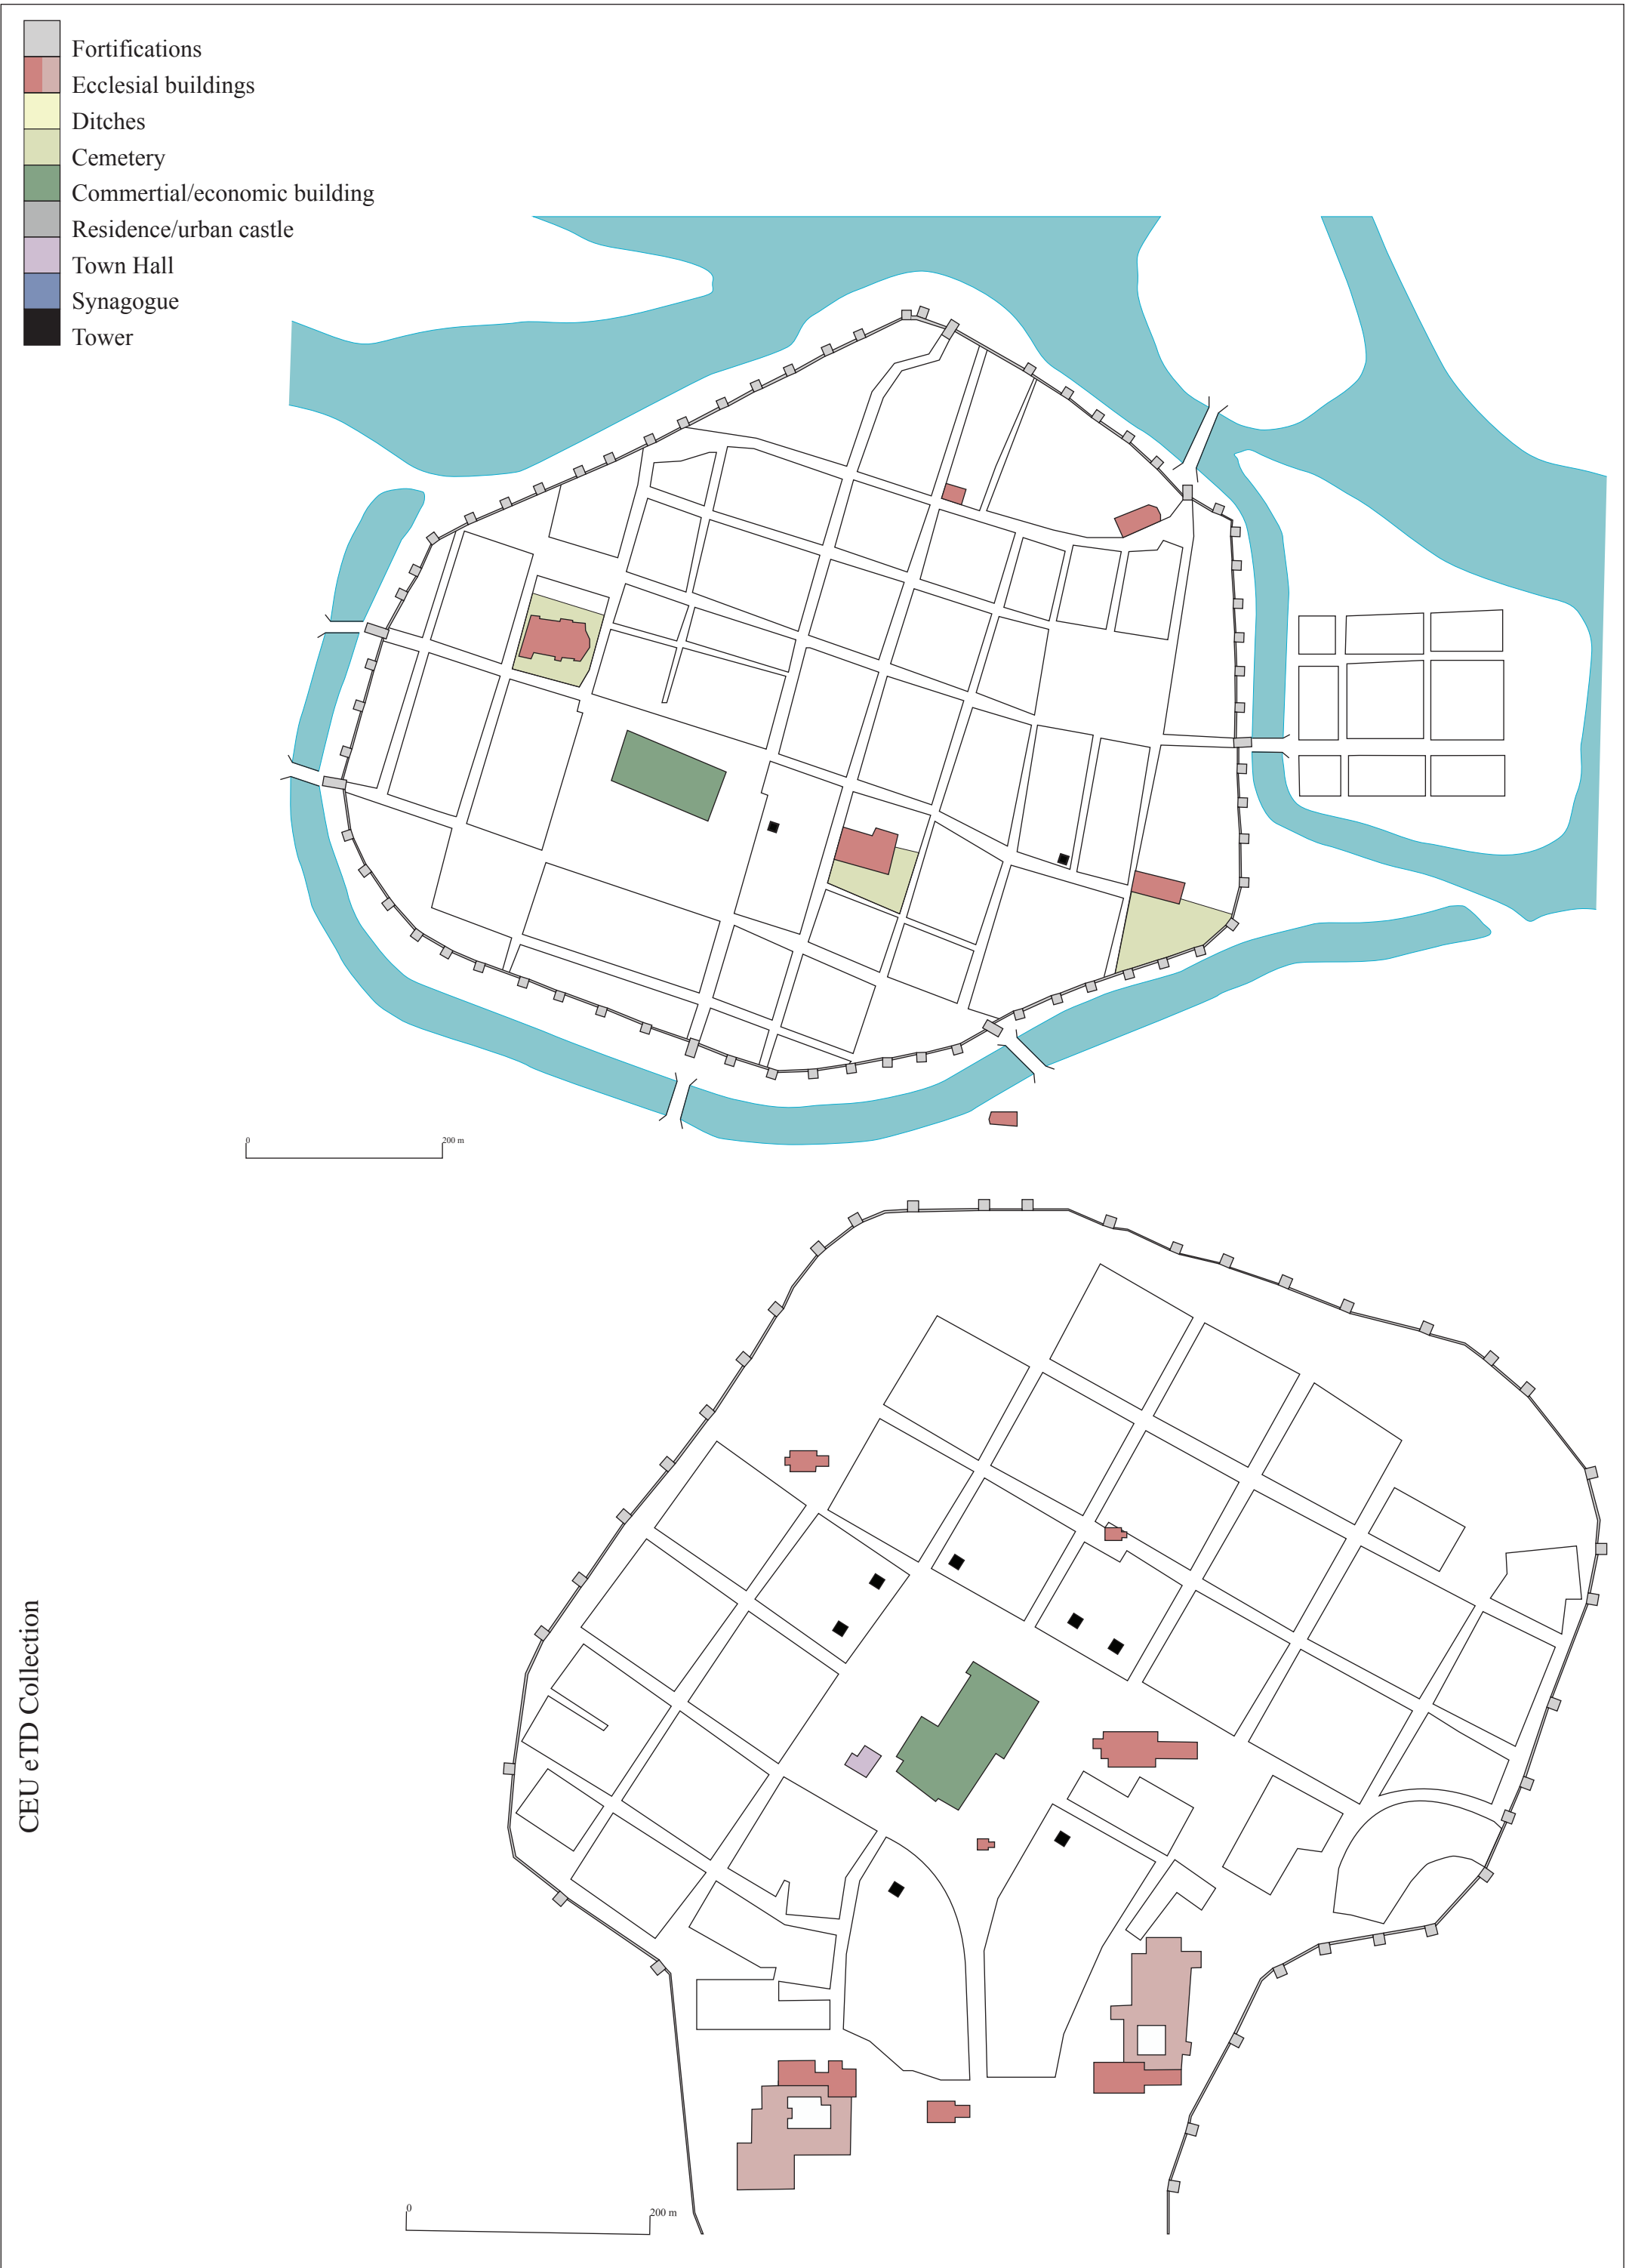 Fortifications
Ecclesial buildings
Ditches
Cemetery
Commertial/economic building
Residence/urban castle
Town Hall
Synagogue
Tower
0 200 m
CEU eTD Collection
0 200 m